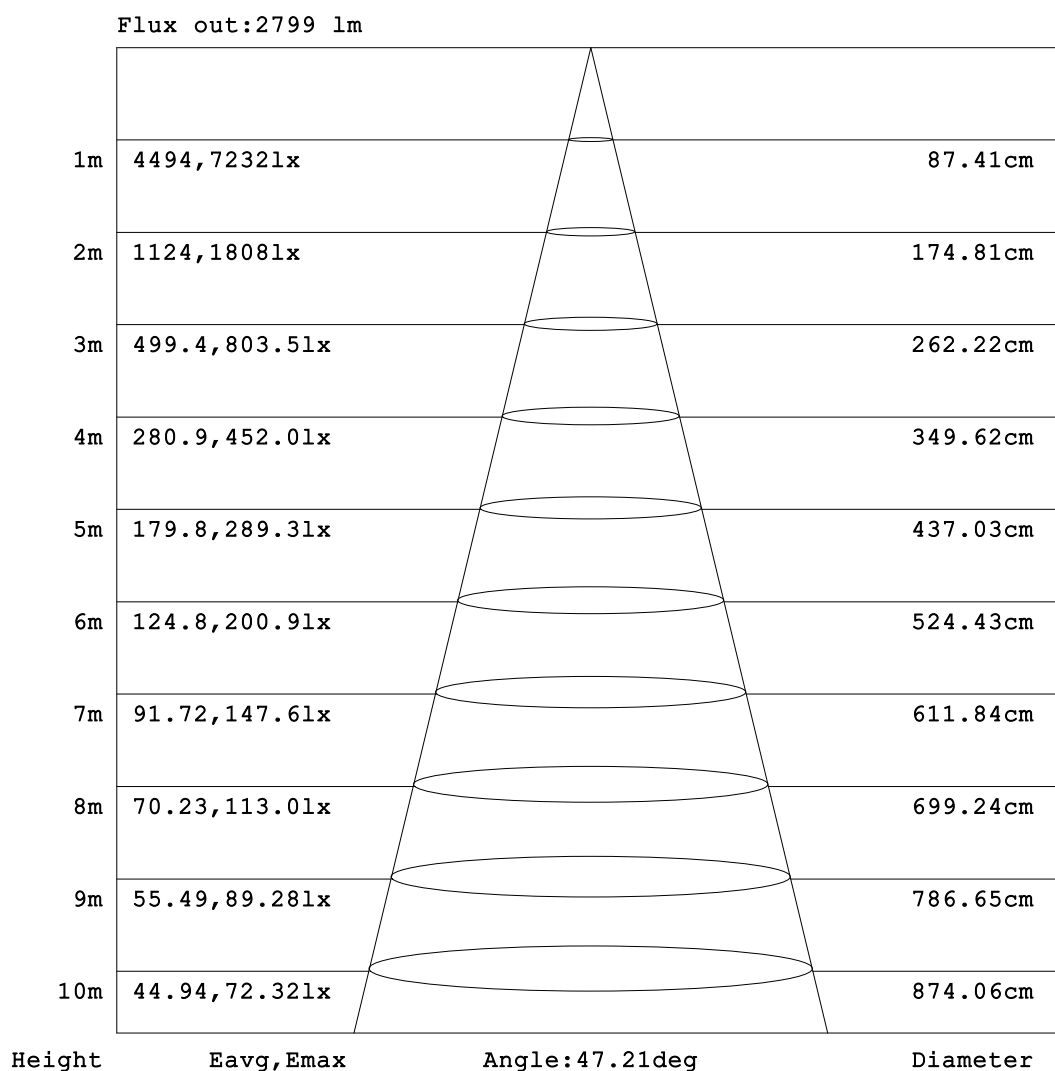 Flux out:2799 lm
1m 4494,7232lx 87.41cm
2m 1124,1808lx 174.81cm
3m 499.4,803.5lx 262.22cm
4m 280.9,452.0lx 349.62cm
5m 179.8,289.3lx 437.03cm
6m 124.8,200.9lx 524.43cm
7m 91.72,147.6lx 611.84cm
8m 70.23,113.0lx 699.24cm
9m 55.49,89.28lx 786.65cm
10m 44.94,72.32lx 874.06cm
Height Eavg,Emax Angle:47.21deg Diameter